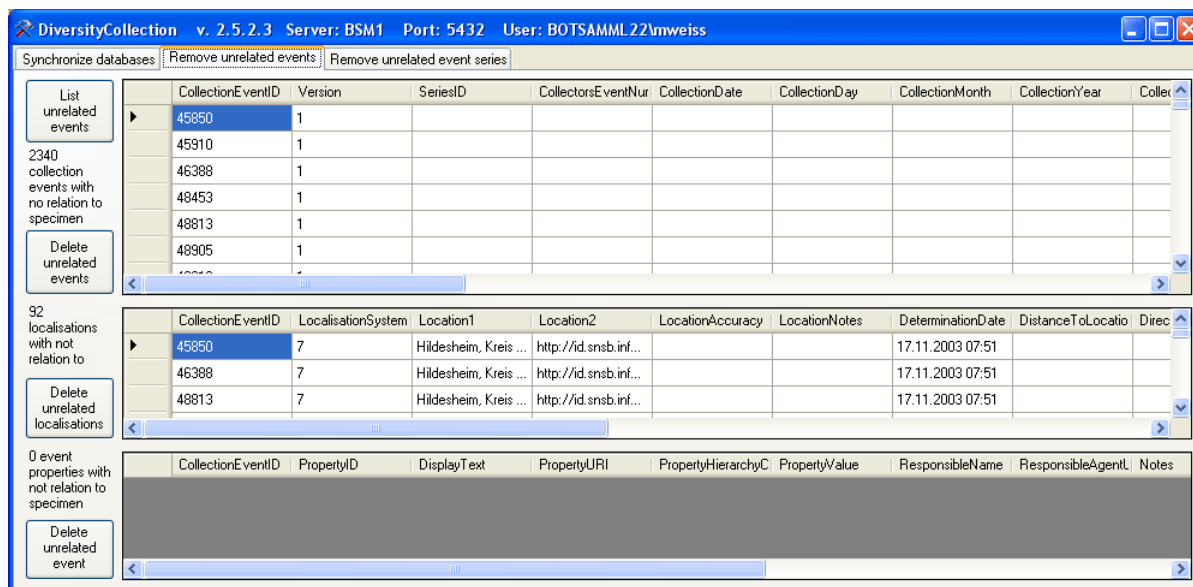 DiversityCollection v. 2.5.2.3 Server: BSM1 Port: 5432 User: BOTSAMML22\mweiss
Synchronize databases Remove unrelated events Remove unrelated event series
List
unrelated
events
2340
collection
events with
no relation to
specimen
Delete
unrelated
events
CollectionEventID Version SeriesID CollectorsEventNur CollectionDate CollectionDay CollectionMonth CollectionYear Collec
45850 1
45910 1
46388 1
48453 1
48813 1
48905 1
92
localisations
with not
relation to
Delete
unrelated
localisations
CollectionEventID LocalisationSystem Location1 Location2 LocationAccuracy LocationNotes DeterminationDate DistanceToLocatio Direc
45850 7 Hildesheim, Kreis ... http://id.snsb.inf... 17.11.2003 07:51
46388 7 Hildesheim, Kreis ... http://id.snsb.inf... 17.11.2003 07:51
48813 7 Hildesheim, Kreis ... http://id.snsb.inf... 17.11.2003 07:51
0 event
properties with
not relation to
specimen
Delete
unrelated
event
CollectionEventID PropertyID DisplayText PropertyURI PropertyHierarchyC PropertyValue ResponsibleName ResponsibleAgentL Notes